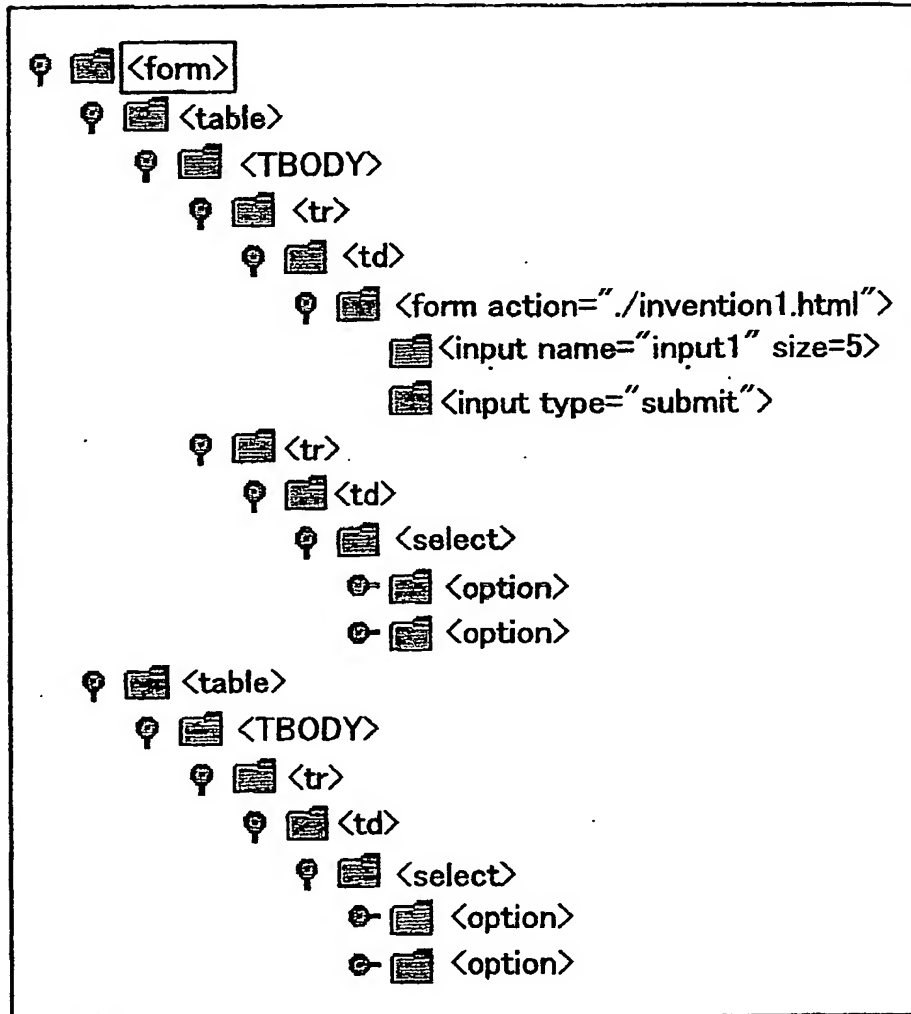 <form>
<table>
<TBODY>
<tr>
<td>
<form action="./invention1.html">
<input name="input1" size=5>
<input type="submit">
<tr>
<td>
<select>
<option>
<option>
<table>
<TBODY>
<tr>
<td>
<select>
<option>
<option>